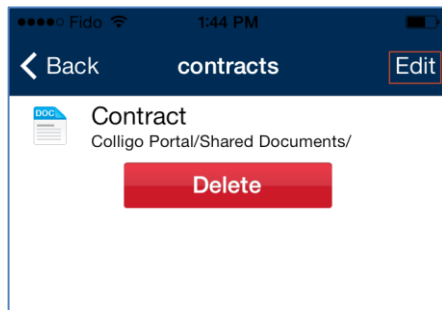 Fido 1:44 PM
Back contracts Edit
DOC
Contract
Colligo Portal/Shared Documents/
Delete